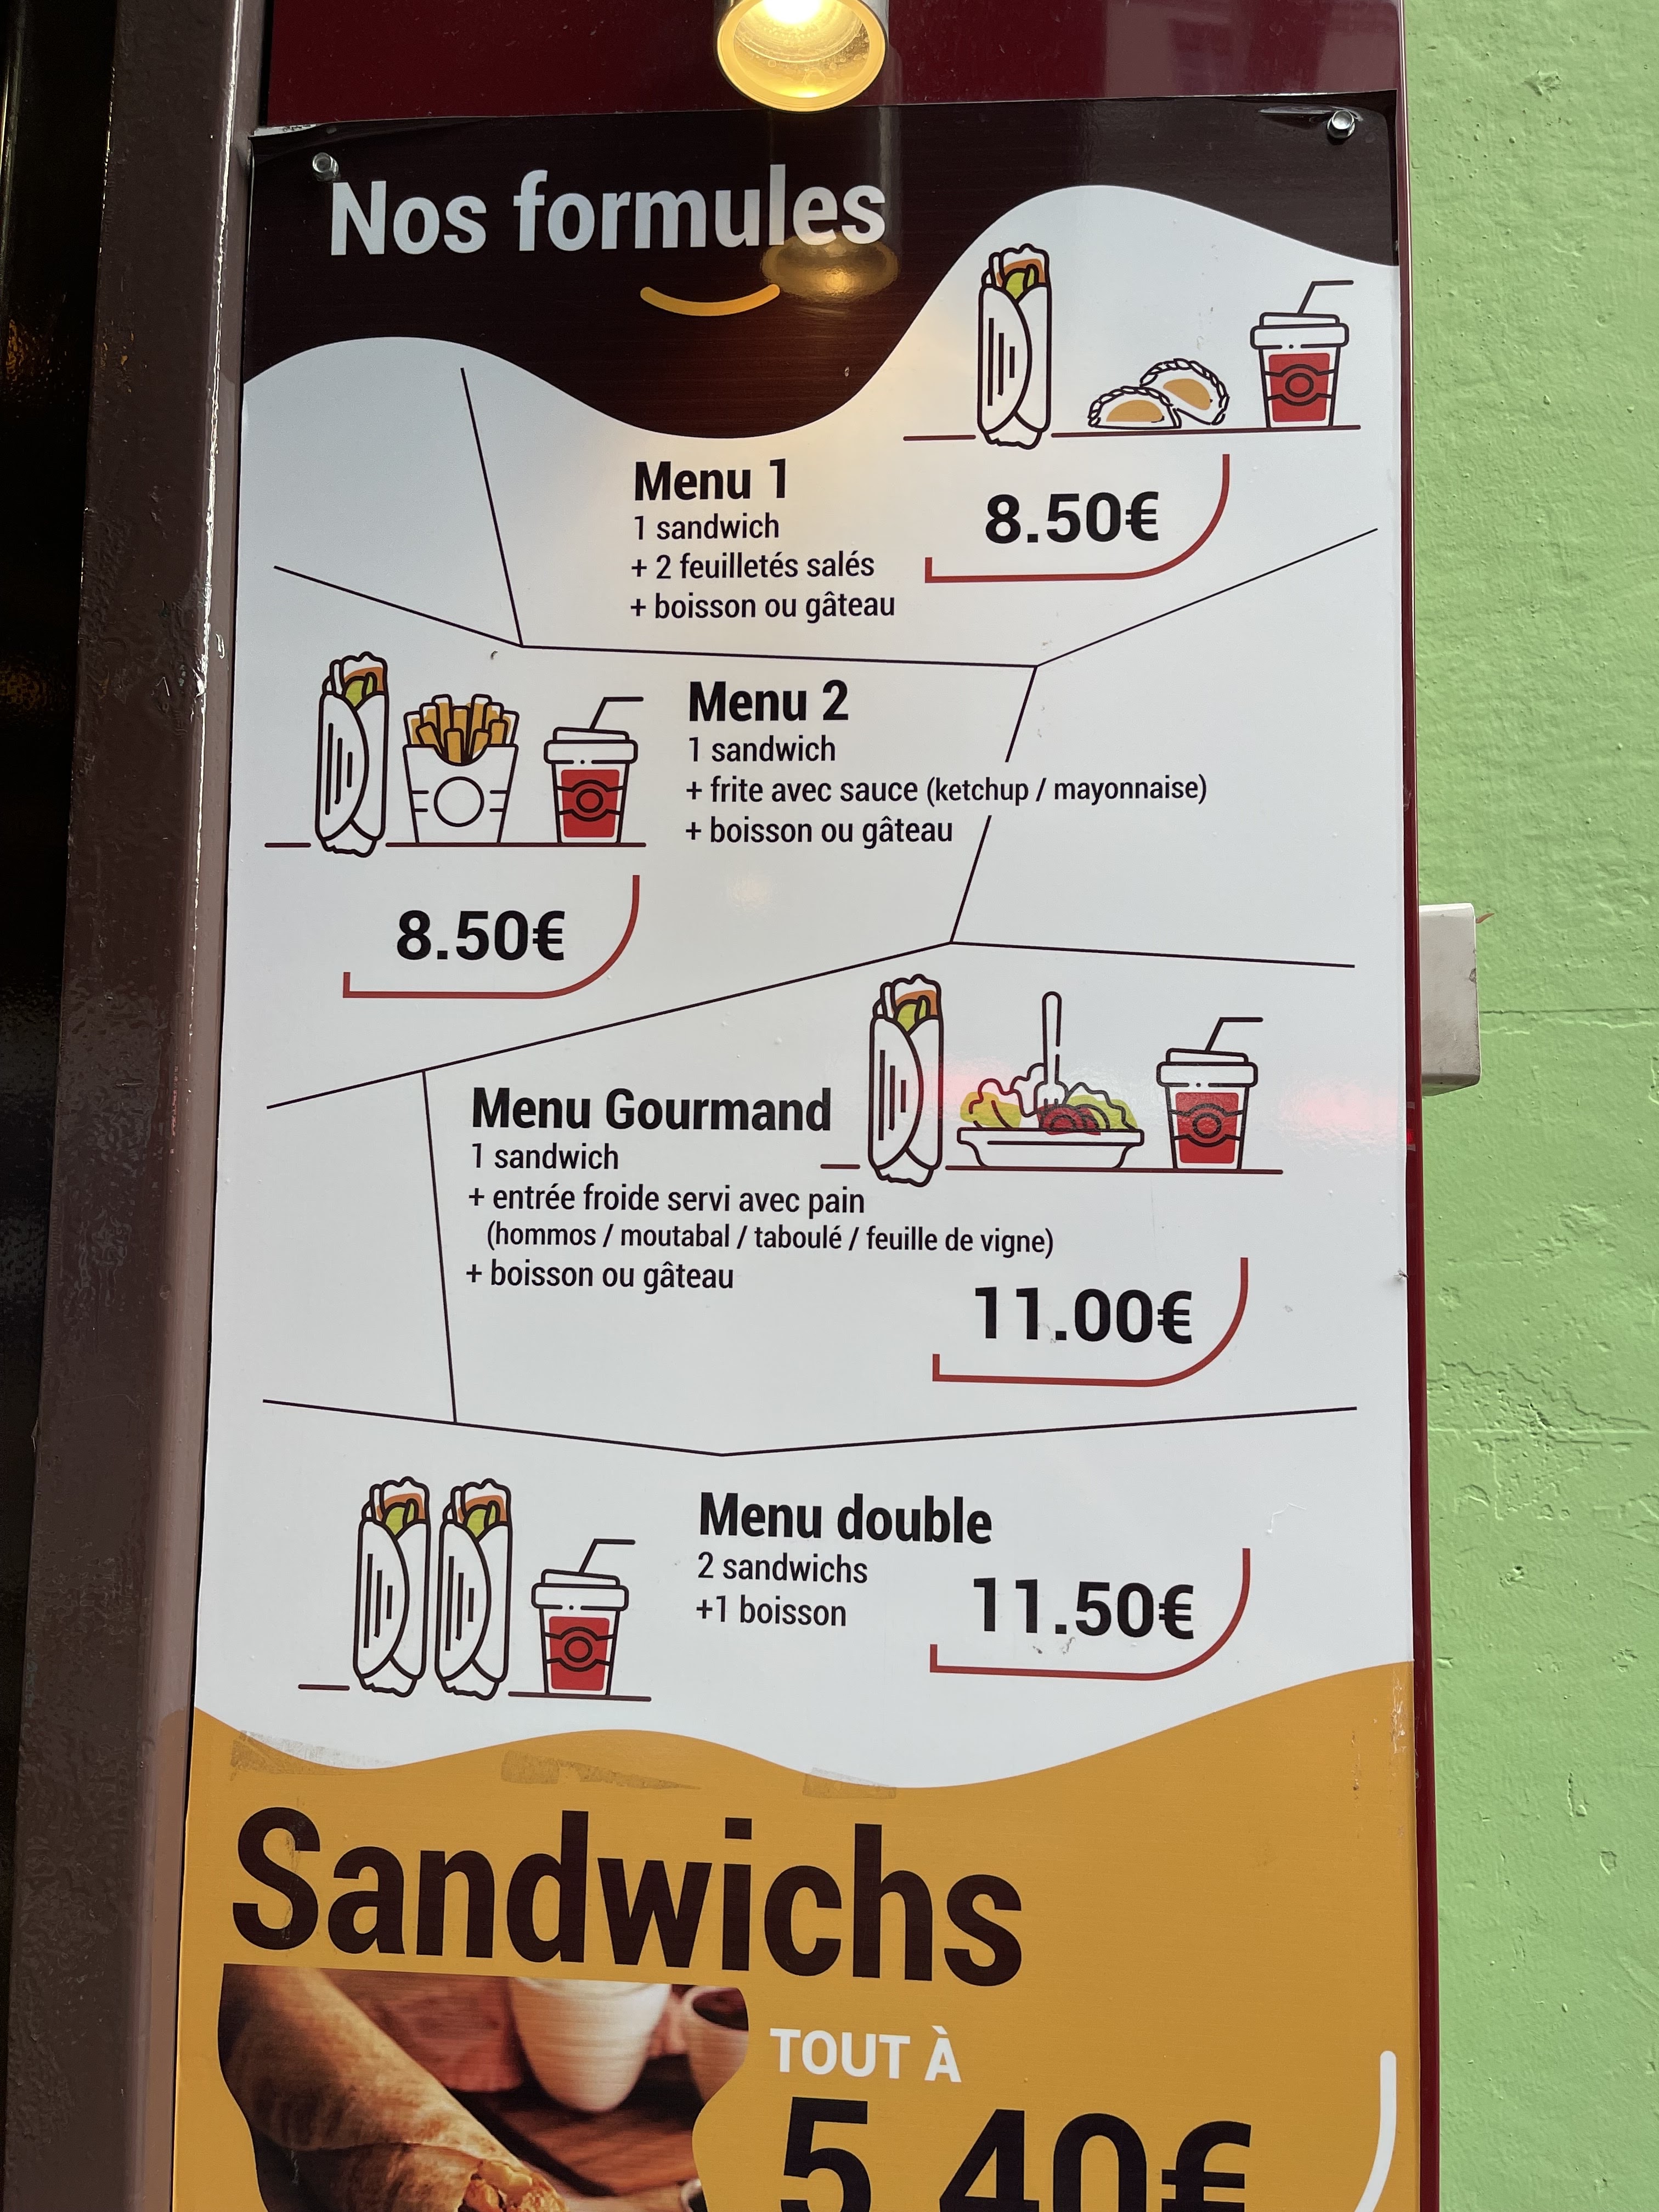 Nos formules
Menu 1
1 sandwich
+ 2 feuilletés salés
+ boisson ou gâteau
8.50€
Menu 2
1 sandwich
+ frite avec sauce (ketchup / mayonnaise)
+ boisson ou gâteau
8.50€
Menu Gourmand
1 sandwich
+ entrée froide servi avec pain
(hommos / moutabal / taboulé / feuille de vigne)
+ boisson ou gâteau
11.00€
Menu double
2 sandwichs
+1 boisson
11.50€
Sandwichs
TOUT À
5.40€